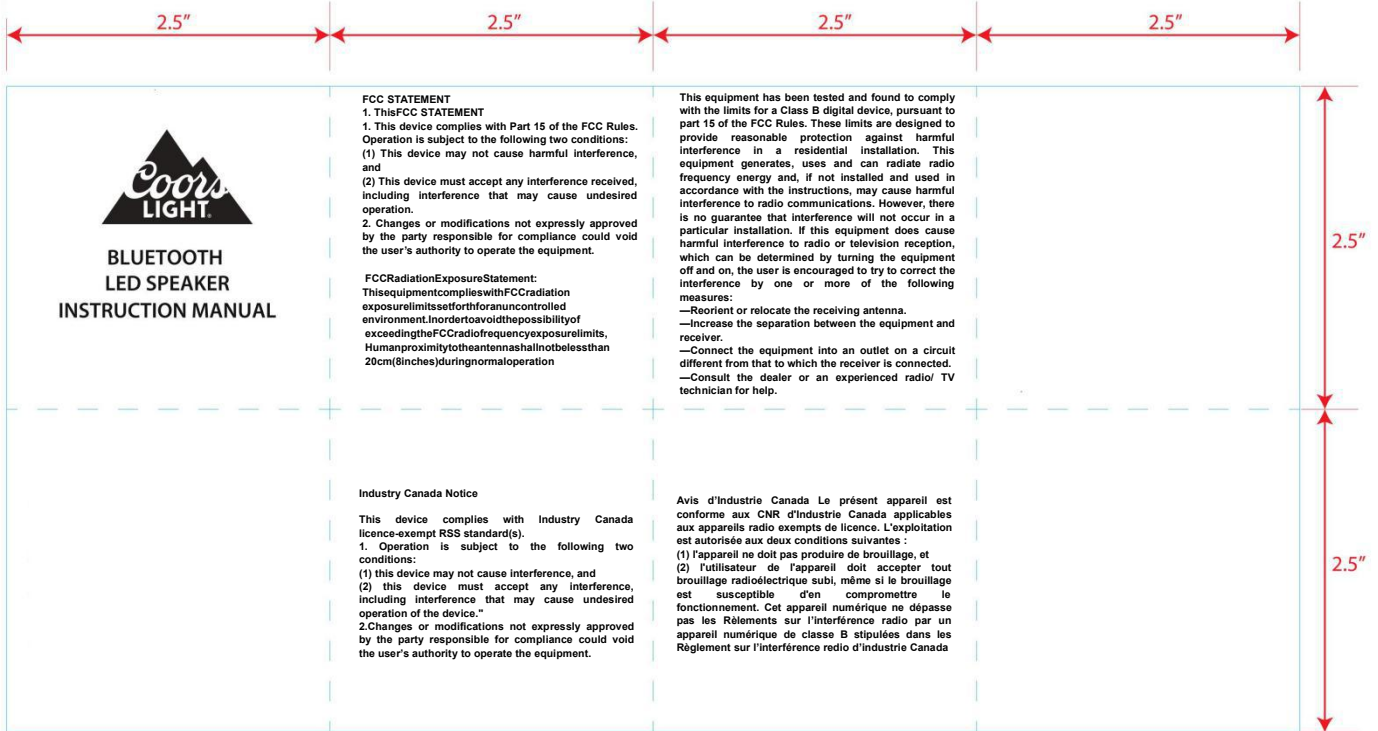 2.5"
2.5"
2.5"
2.5"
Coors
LIGHT.
BLUETOOTH
LED SPEAKER
INSTRUCTION MANUAL
FCC STATEMENT
1. ThisFCC STATEMENT
1. This device complies with Part 15 of the FCC Rules.
Operation is subject to the following two conditions:
(1) This device may not cause harmful interference,
and
(2) This device must accept any interference received,
including interference that may cause undesired
operation.
2. Changes or modifications not expressly approved
by the party responsible for compliance could void
the user's authority to operate the equipment.
FCCRadiationExposureStatement:
ThisequipmentcomplieswithFCCradiation
exposurelimitssetforthforanuncontrolled
environment.Inordertoavoidthepossibilityof
exceedingtheFCCradiofrequencyexposurelimits,
Humanproximitytotheantennashallnotbelessthan
20cm(8inches)duringnormaloperation
This equipment has been tested and found to comply
with the limits for a Class B digital device, pursuant to
part 15 of the FCC Rules. These limits are designed to
provide reasonable protection against harmful
interference in a residential installation. This
equipment generates, uses and can radiate radio
frequency energy and, if not installed and used in
accordance with the instructions, may cause harmful
interference to radio communications. However, there
is no guarantee that interference will not occur in a
particular installation. If this equipment does cause
harmful interference to radio or television reception,
which can be determined by turning the equipment
off and on, the user is encouraged to try to correct the
interference by one or more of the following
measures:
—Reorient or relocate the receiving antenna.
—Increase the separation between the equipment and
receiver.
—Connect the equipment into an outlet on a circuit
different from that to which the receiver is connected.
—Consult the dealer or an experienced radio/ TV
technician for help.
2.5"
Industry Canada Notice
This device complies with Industry Canada
licence-exempt RSS standard(s).
1. Operation is subject to the following two
conditions:
(1) this device may not cause interference, and
(2) this device must accept any interference,
including interference that may cause undesired
operation of the device."
2.Changes or modifications not expressly approved
by the party responsible for compliance could void
the user's authority to operate the equipment.
Avis d'Industrie Canada Le présent appareil est
conforme aux CNR d'Industrie Canada applicables
aux appareils radio exempts de licence. L'exploitation
est autorisée aux deux conditions suivantes :
(1) l'appareil ne doit pas produire de brouillage, et
(2) l'utilisateur de l'appareil doit accepter tout
brouillage radioélectrique subi, même si le brouillage
est susceptible d'en compromettre le
fonctionnement. Cet appareil numérique ne dépasse
pas les Rèlements sur l'interférence radio par un
appareil numérique de classe B stipulées dans les
Règlement sur l'interférence redio d'industrie Canada
2.5"